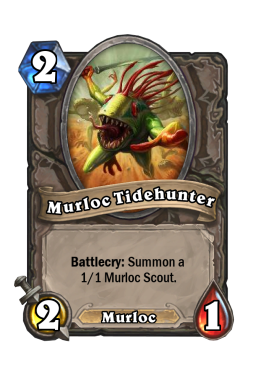 2
Murloc Tidehunter
Battlecry: Summon a
1/1 Murloc Scout.
2
Murloc
1